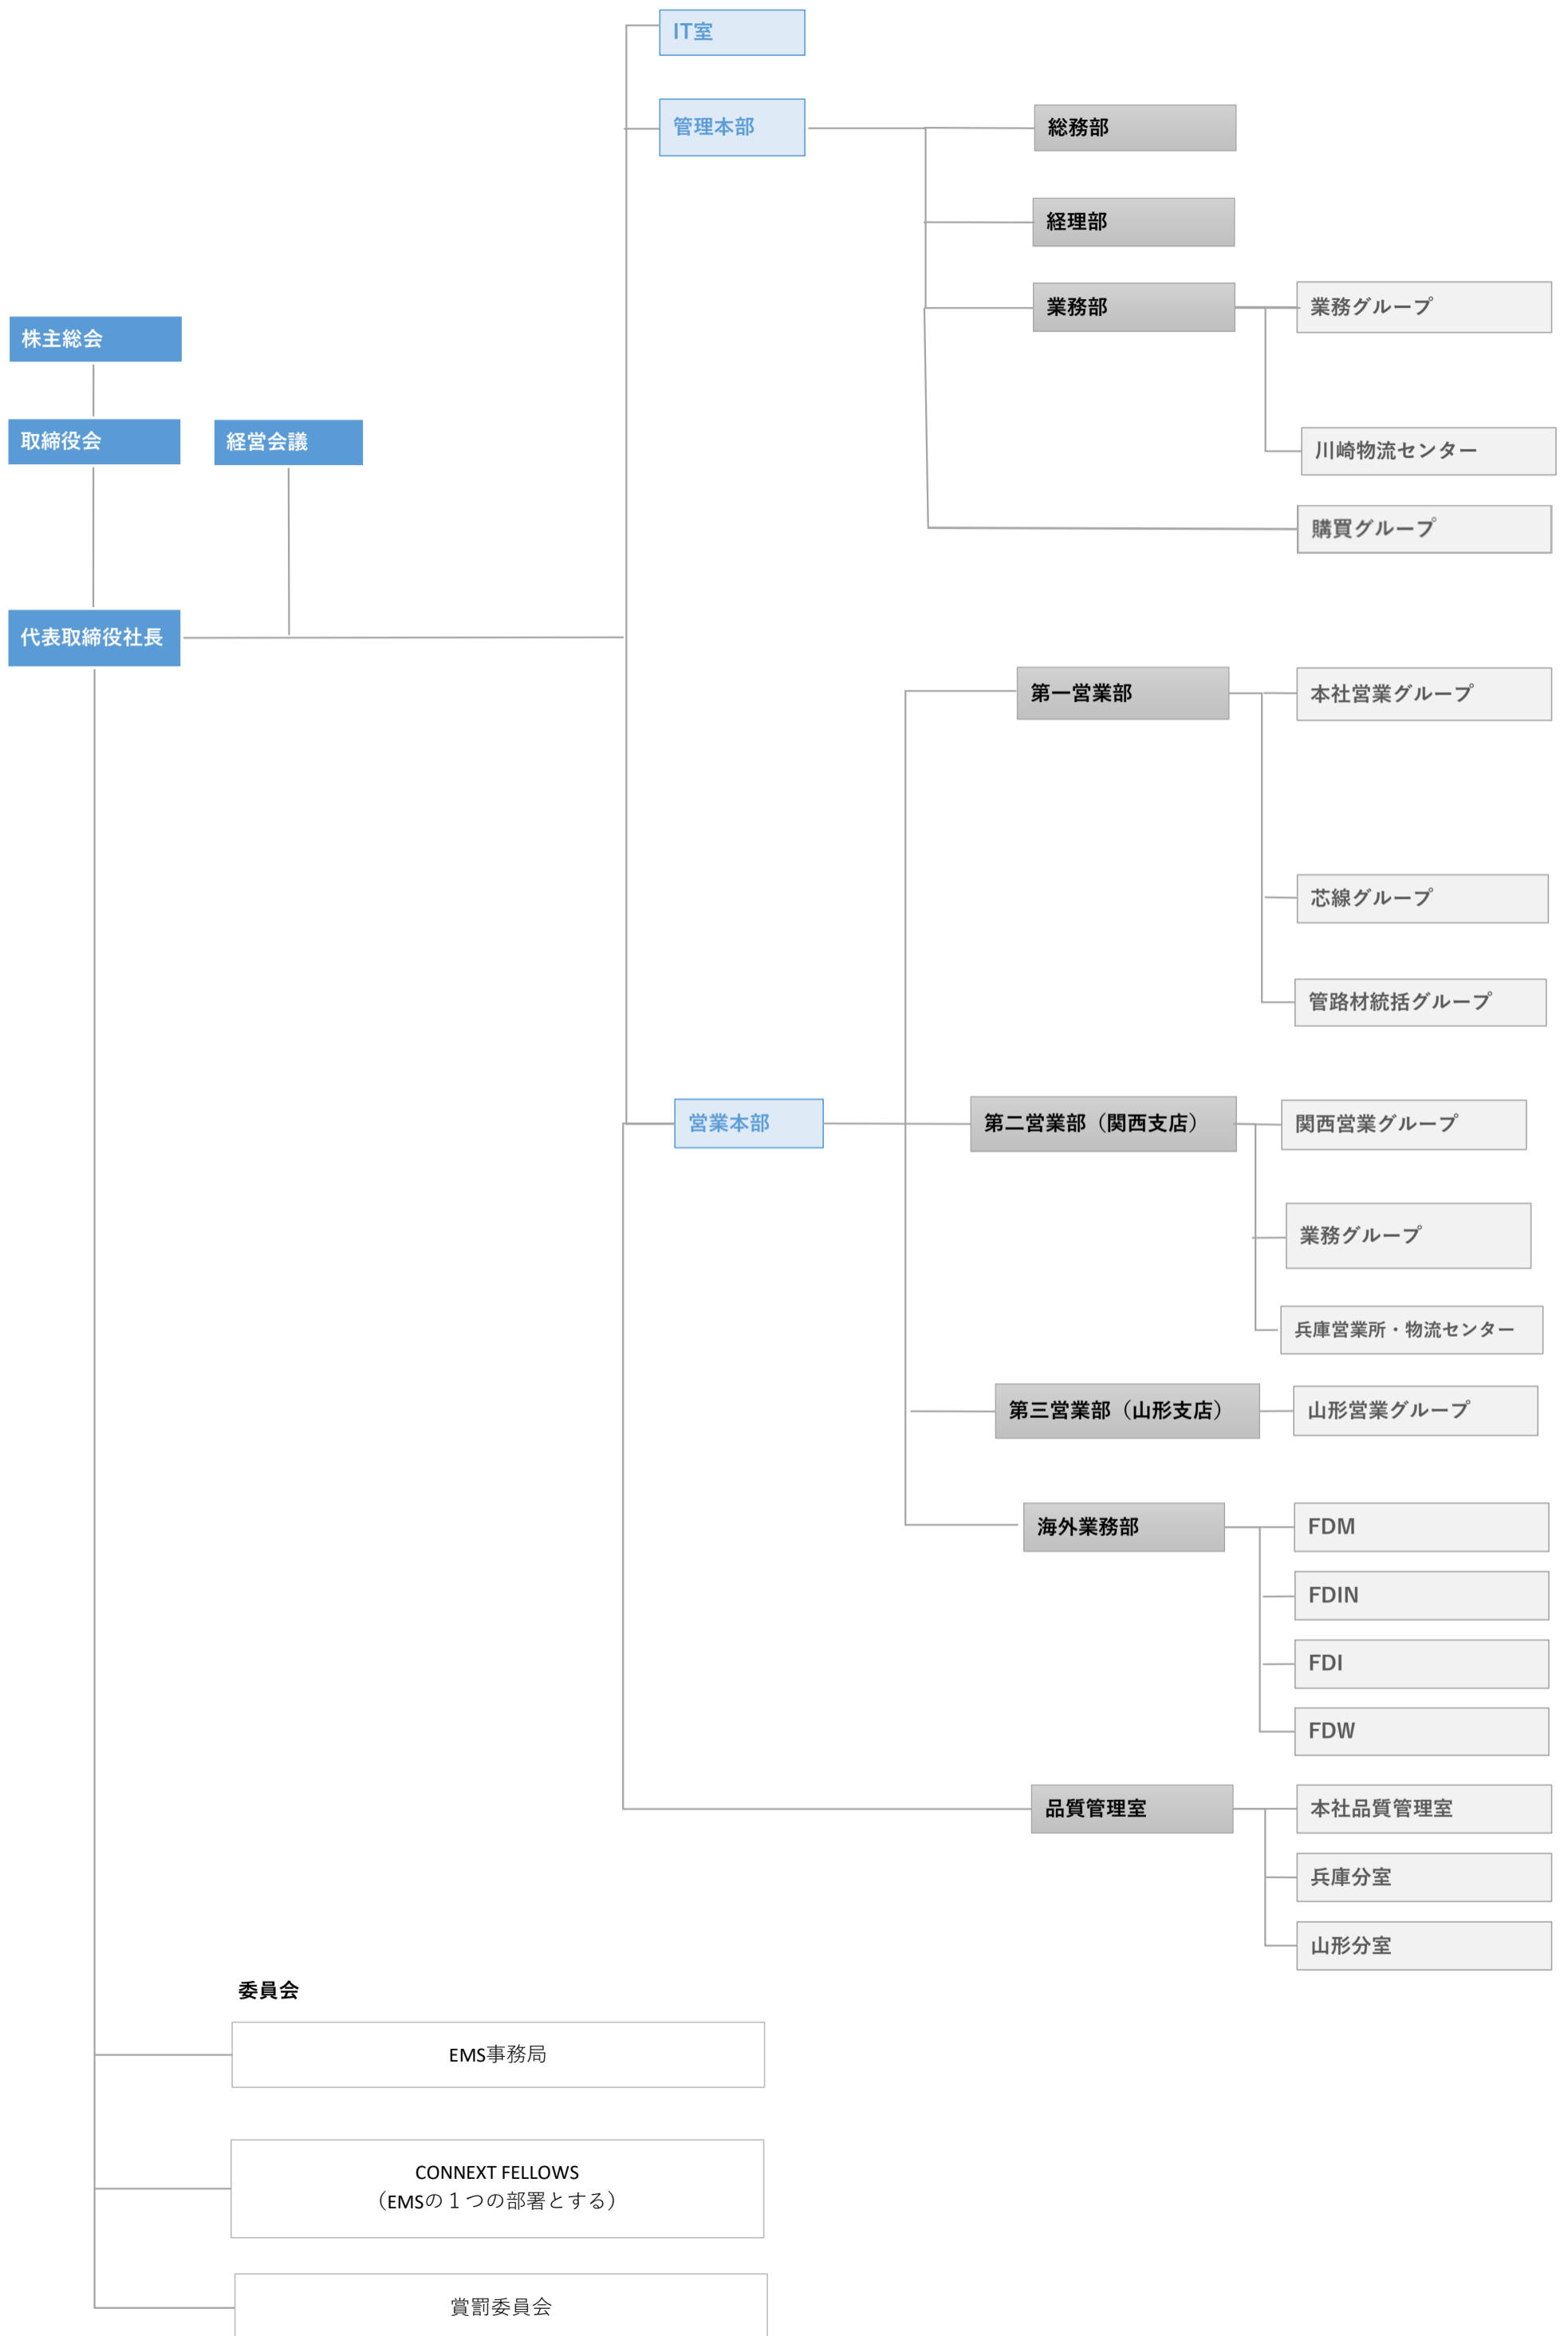 IT室
管理本部
総務部
経理部
業務部
業務グループ
川崎物流センター
購買グループ
株主総会
取締役会
経営会議
代表取締役社長
第一営業部
本社営業グループ
芯線グループ
管路材統括グループ
営業本部
第二営業部（関西支店）
関西営業グループ
業務グループ
兵庫営業所・物流センター
第三営業部（山形支店）
山形営業グループ
海外業務部
FDM
FDIN
FDI
FDW
品質管理室
本社品質管理室
兵庫分室
山形分室
委員会
EMS事務局
CONNEXT FELLOWS
（EMSの１つの部署とする）
賞罰委員会